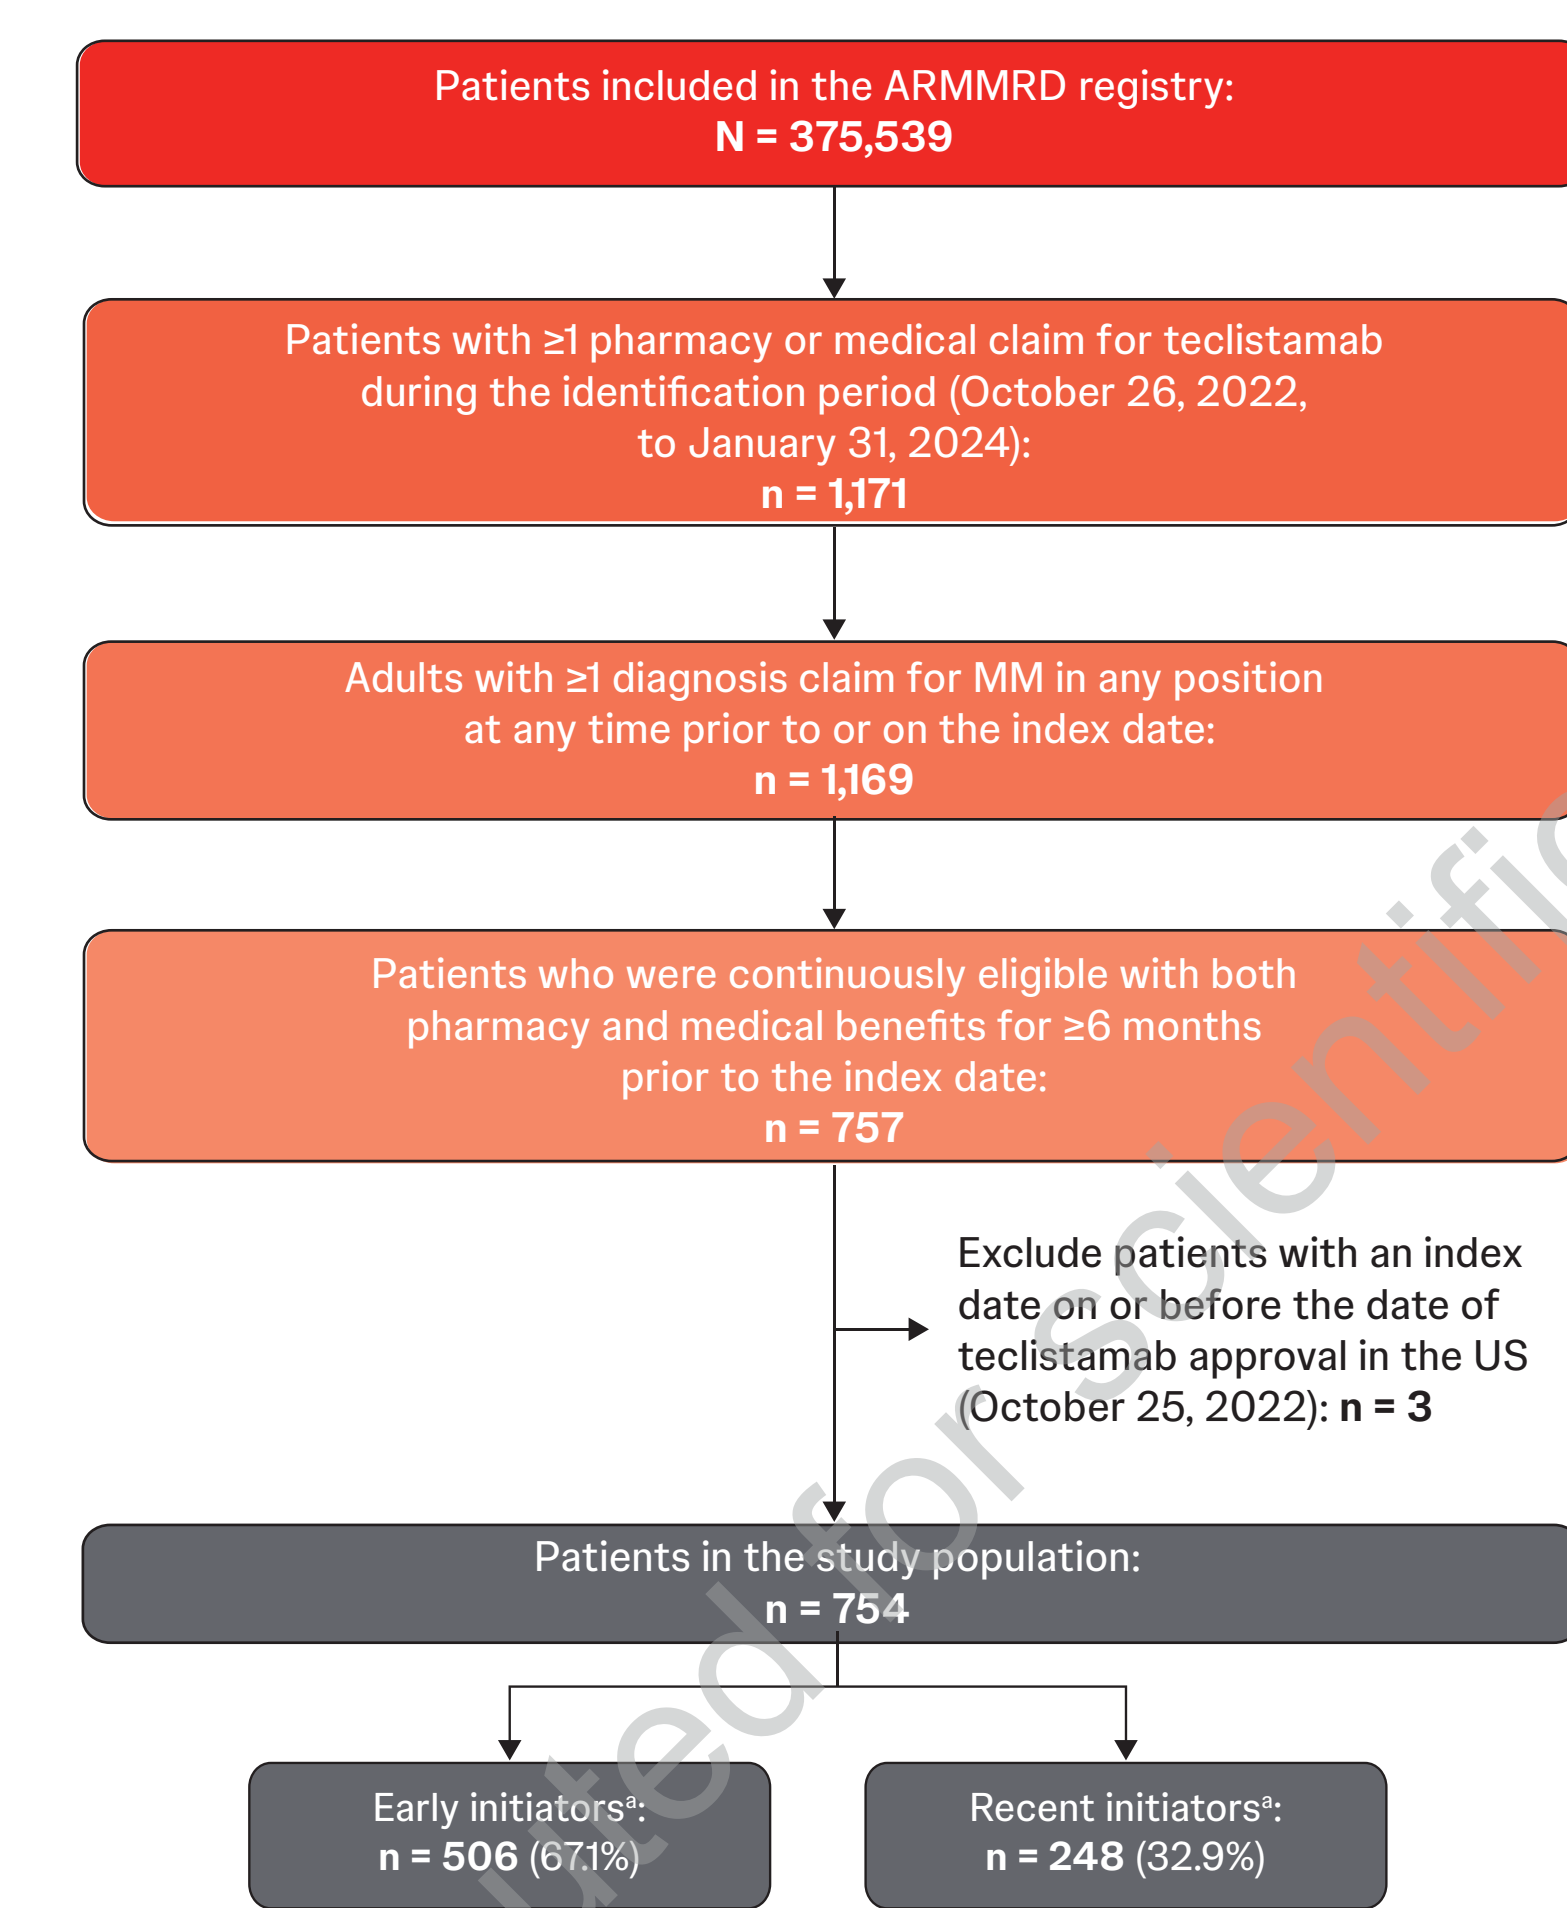 Patients included in the ARMMRD registry:
N = 375,539
Patients with ≥1 pharmacy or medical claim for teclistamab
during the identification period (October 26, 2022,
to January 31, 2024):
n = 1,171
Adults with ≥1 diagnosis claim for MM in any position
at any time prior to or on the index date:
n = 1,169
Patients who were continuously eligible with both
pharmacy and medical benefits for ≥6 months
prior to the index date:
n = 757
Exclude patients with an index
date on or before the date of
teclistamab approval in the US
(October 25, 2022): n = 3
Patients in the study population:
n = 754
Early initiatorsᵃ:
n = 506 (67.1%)
Recent initiatorsᵃ:
n = 248 (32.9%)
for